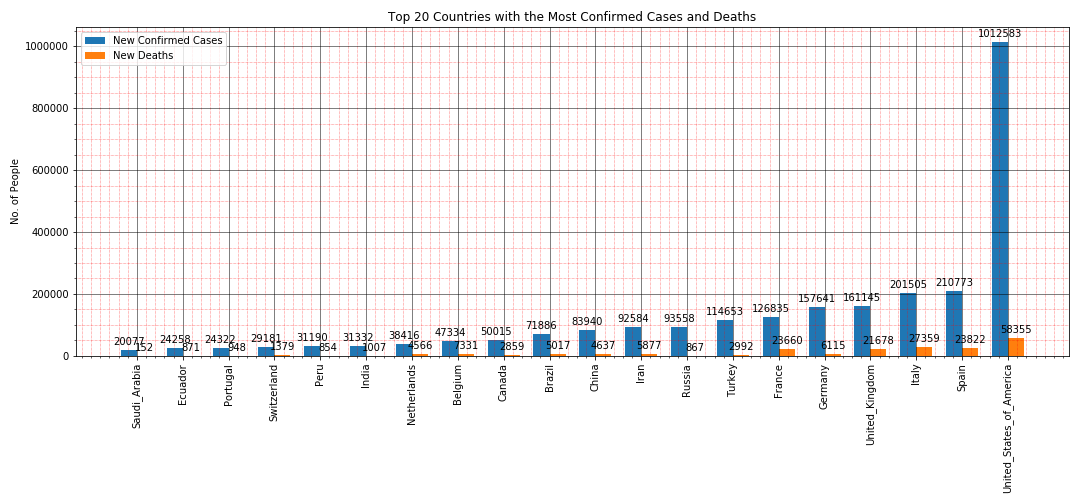 Top 20 Countries with the Most Confirmed Cases and Deaths
New Confirmed Cases
New Deaths
No. of People
1000000
800000
600000
400000
200000
0
20077 152
24258 871
24322 948
29181 1379
31190 854
31332 1007
38416 4566
47334 7331
50015 2859
71886 5017
83940 4637
92584 5877
93558 867
114653 2992
126835 23660
157641 6115
161145 21678
201505 27359
210773 23822
1012583 58355
Saudi_Arabia
Ecuador
Portugal
Switzerland
Peru
India
Netherlands
Belgium
Canada
Brazil
China
Iran
Russia
Turkey
France
Germany
United_Kingdom
Italy
Spain
United_States_of_America